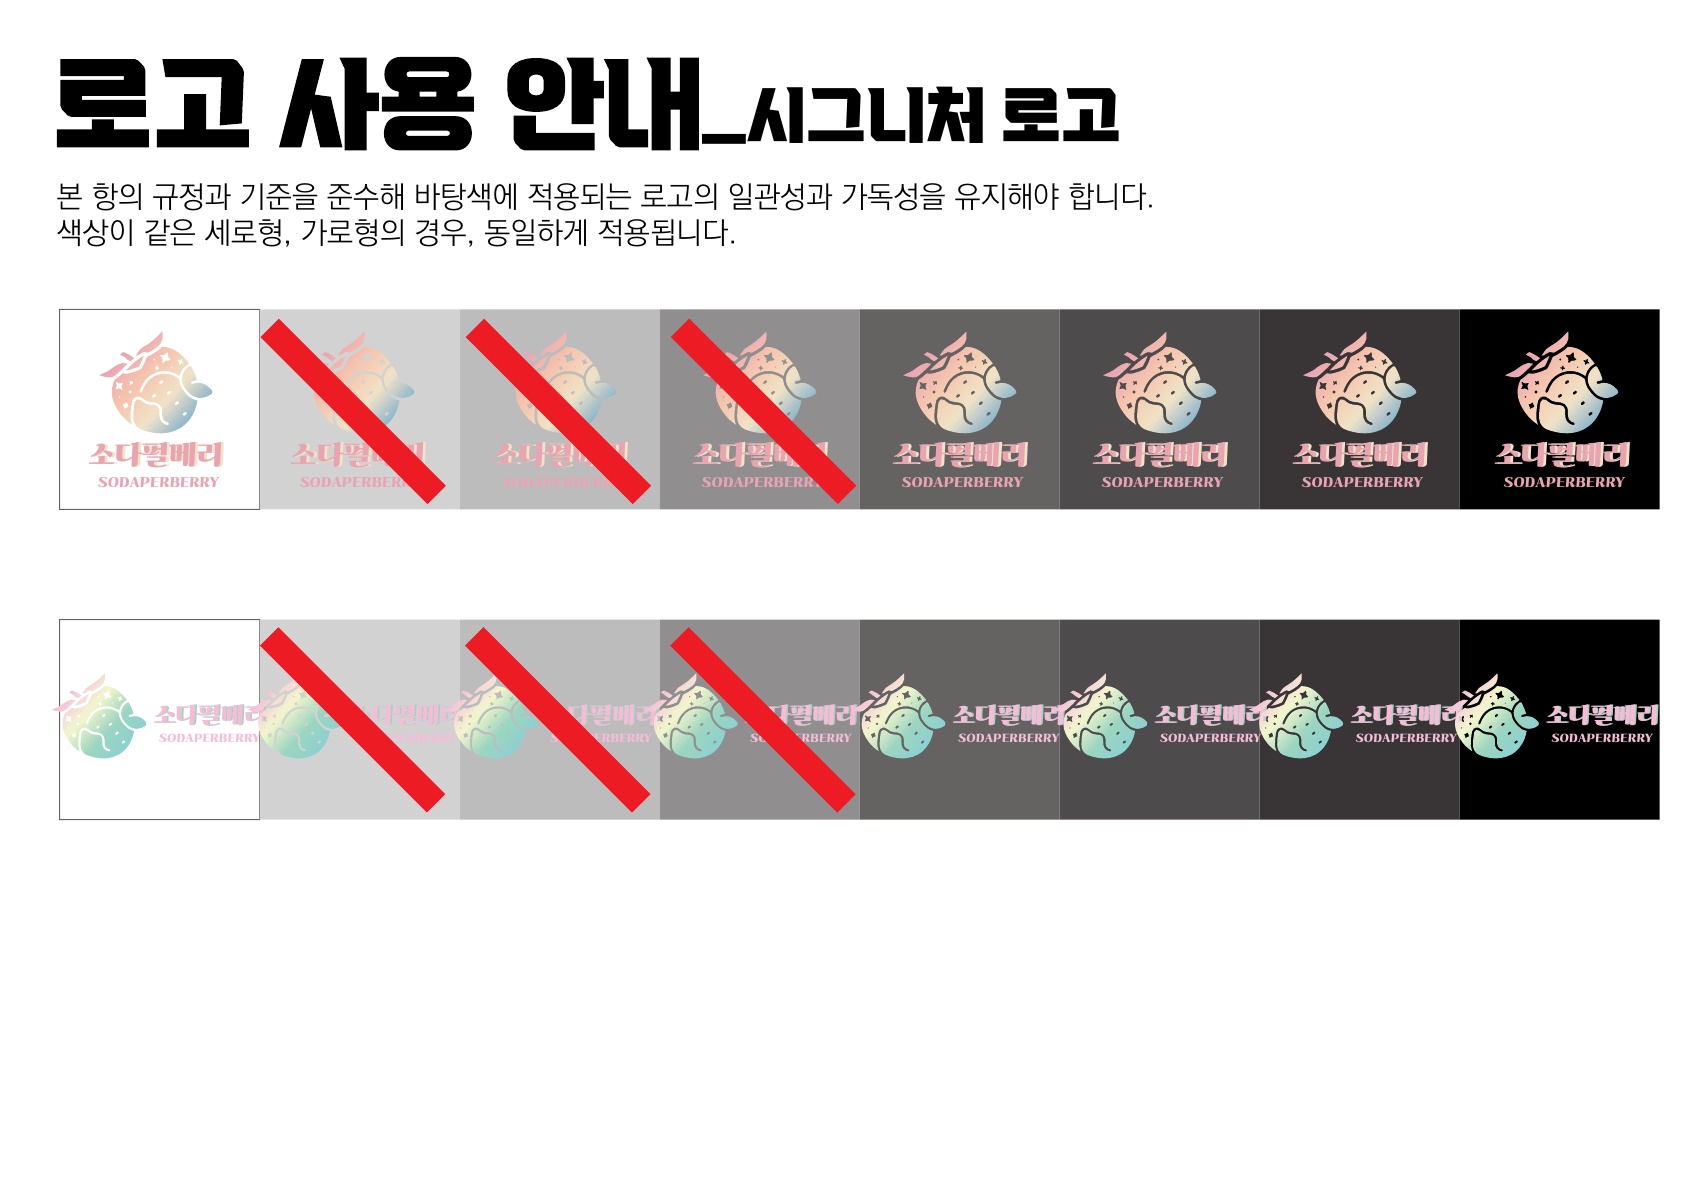 로고 사용 안내_시그니처 로고
본 항의 규정과 기준을 준수해 바탕색에 적용되는 로고의 일관성과 가독성을 유지해야 합니다.
색상이 같은 세로형, 가로형의 경우, 동일하게 적용됩니다.
소다펄베리 소다펄베리 소다펄베리 소다펄베리 소다펄베리
SODAPERBERRY SODAPERBERRY SODAPERBERRY SODAPERBERRY SODAPERBERRY
소다펄베리 소다펄베리 소다펄베리 소다펄베리 소다펄베리
SODAPERBERRY SODAPERBERRY SODAPERBERRY SODAPERBERRY SODAPERBERRY